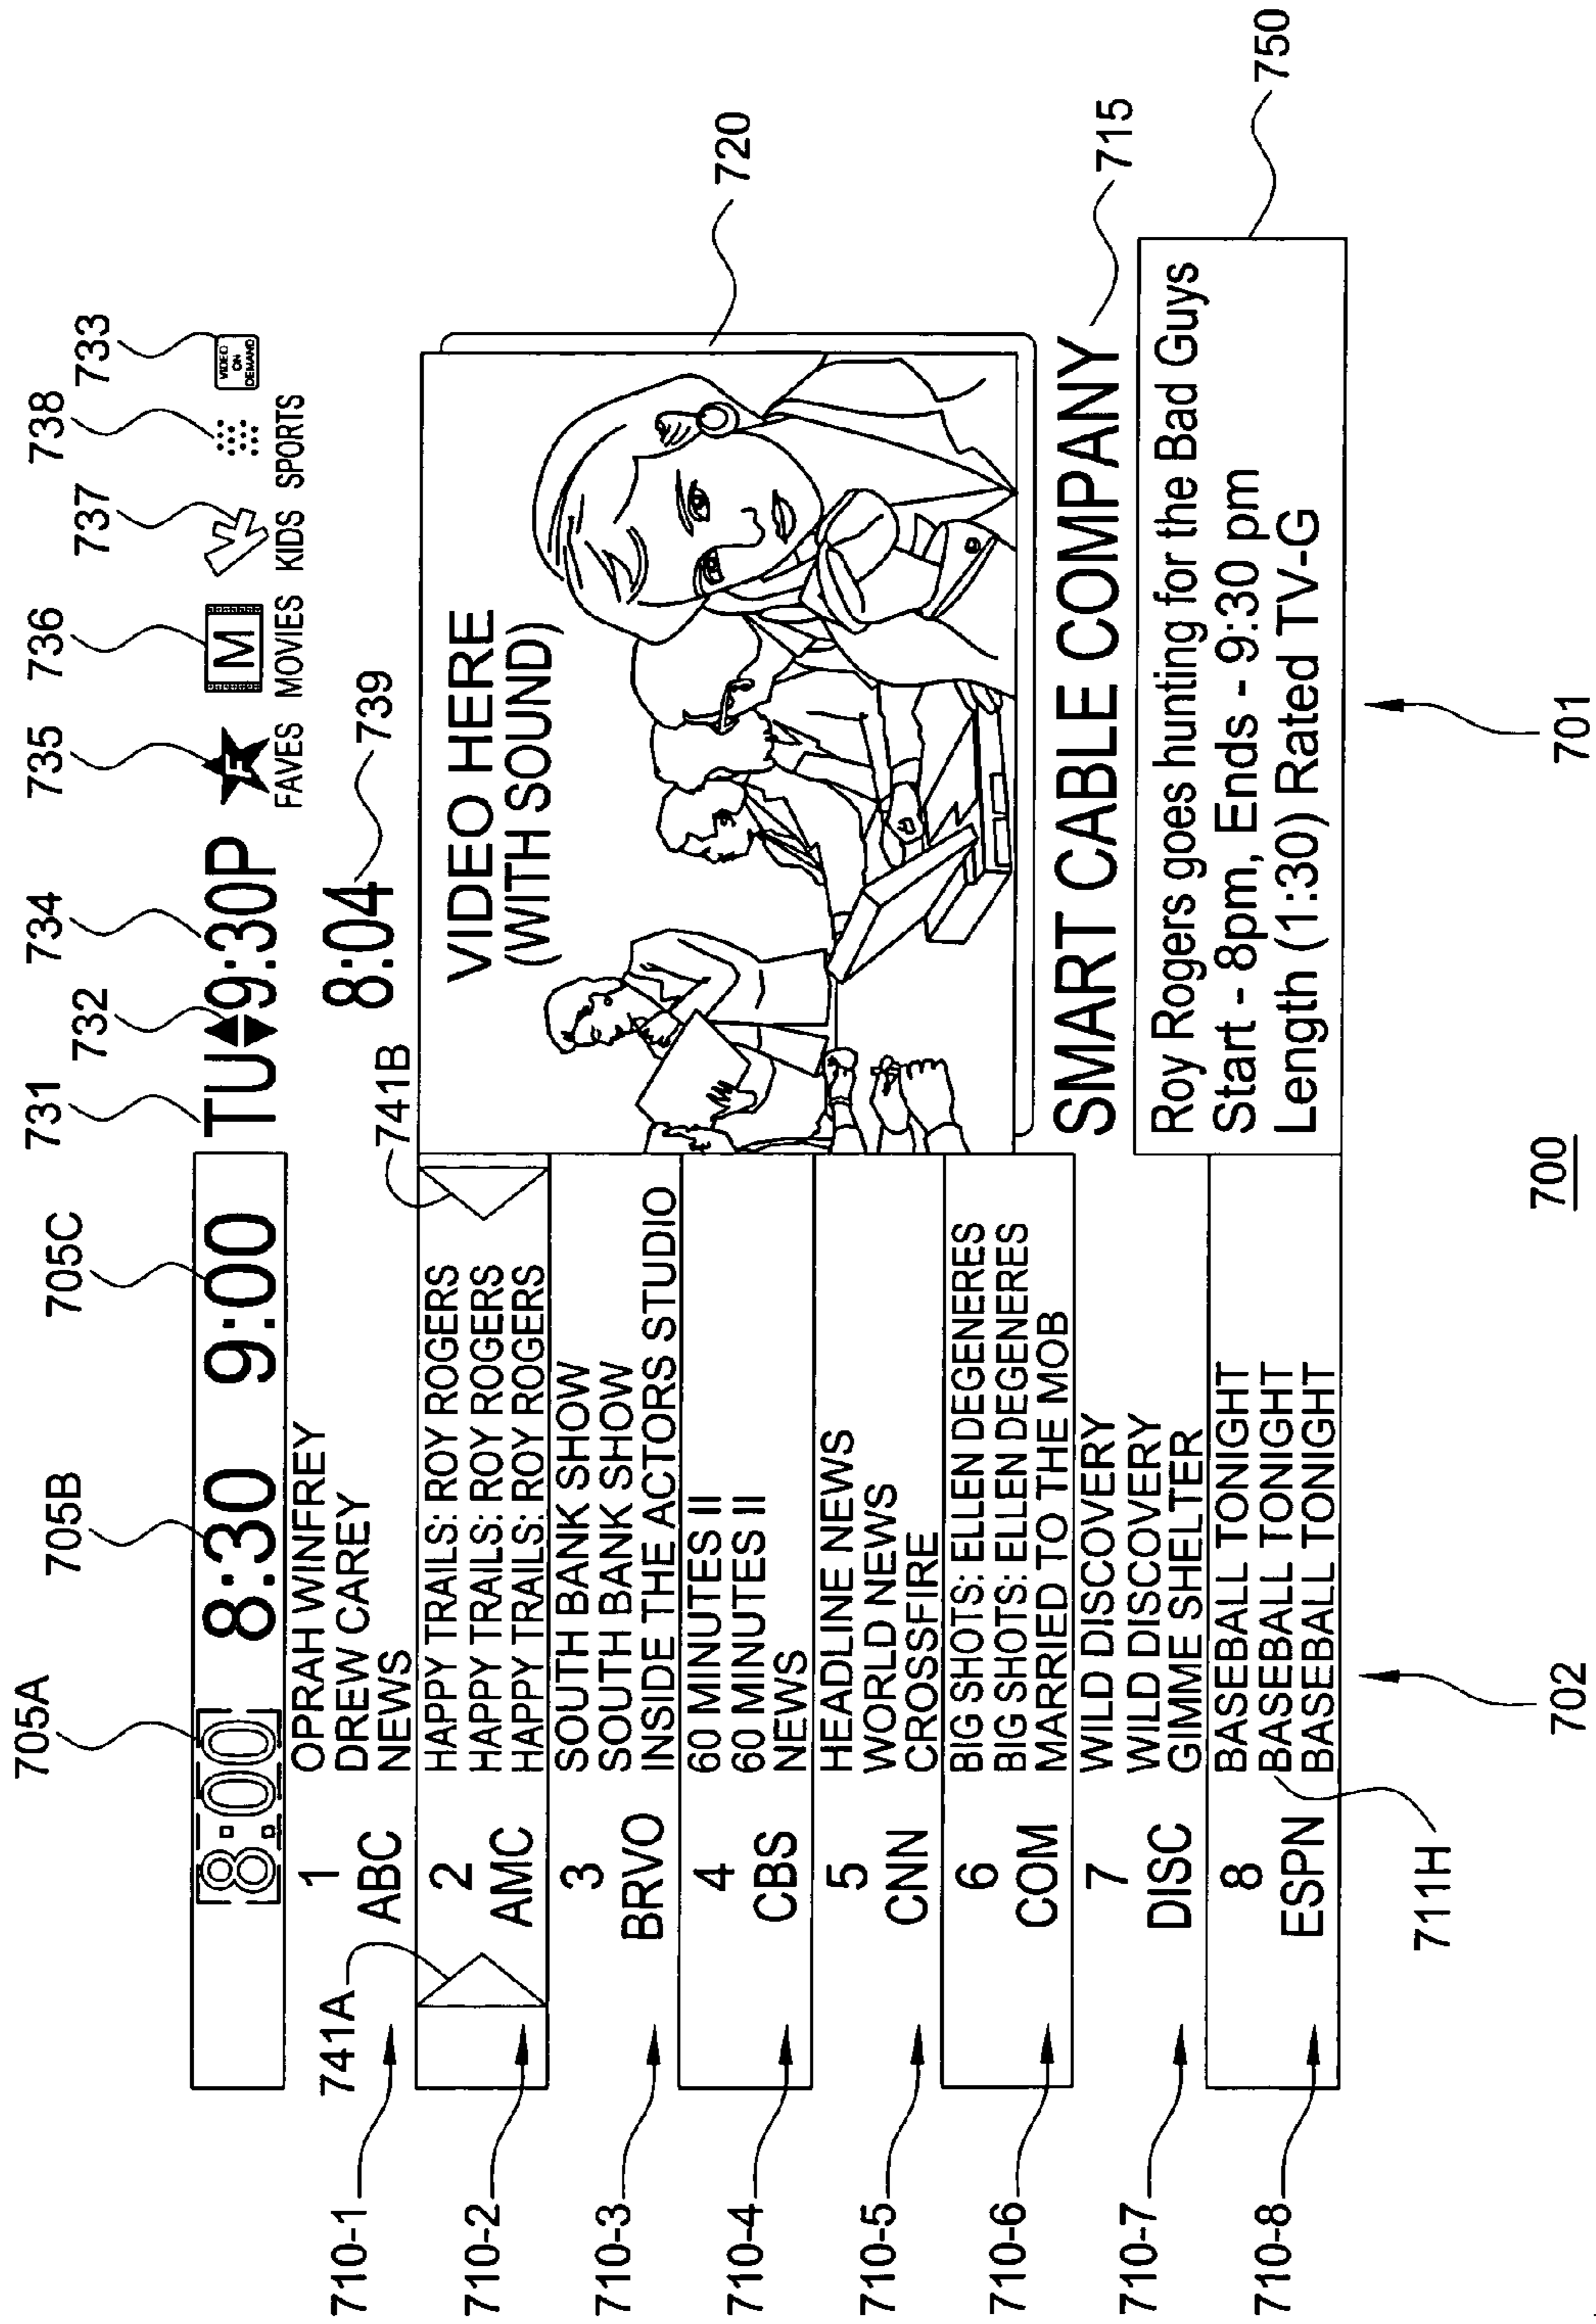 705A
705B
705C
731
732
734
735
736
737
738
733
8:00 8:30 9:00
TU 9:30P
F
M
VIDEO
ON
DEMAND
FAVES MOVIES KIDS SPORTS
8:04
739
741A
741B
710-1
1
ABC
OPRAH WINFREY
DREW CAREY
NEWS
710-2
2
AMC
HAPPY TRAILS: ROY ROGERS
HAPPY TRAILS: ROY ROGERS
HAPPY TRAILS: ROY ROGERS
710-3
3
BRVO
SOUTH BANK SHOW
SOUTH BANK SHOW
INSIDE THE ACTORS STUDIO
710-4
4
CBS
60 MINUTES II
60 MINUTES II
NEWS
710-5
5
CNN
HEADLINE NEWS
WORLD NEWS
CROSSFIRE
710-6
6
COM
BIG SHOTS: ELLEN DEGENERES
BIG SHOTS: ELLEN DEGENERES
MARRIED TO THE MOB
710-7
7
DISC
WILD DISCOVERY
WILD DISCOVERY
GIMME SHELTER
710-8
8
ESPN
BASEBALL TONIGHT
BASEBALL TONIGHT
BASEBALL TONIGHT
711H
VIDEO HERE
(WITH SOUND)
720
SMART CABLE COMPANY
715
Roy Rogers goes hunting for the Bad Guys
Start - 8pm, Ends - 9:30 pm
Length (1:30) Rated TV-G
750
702
701
700